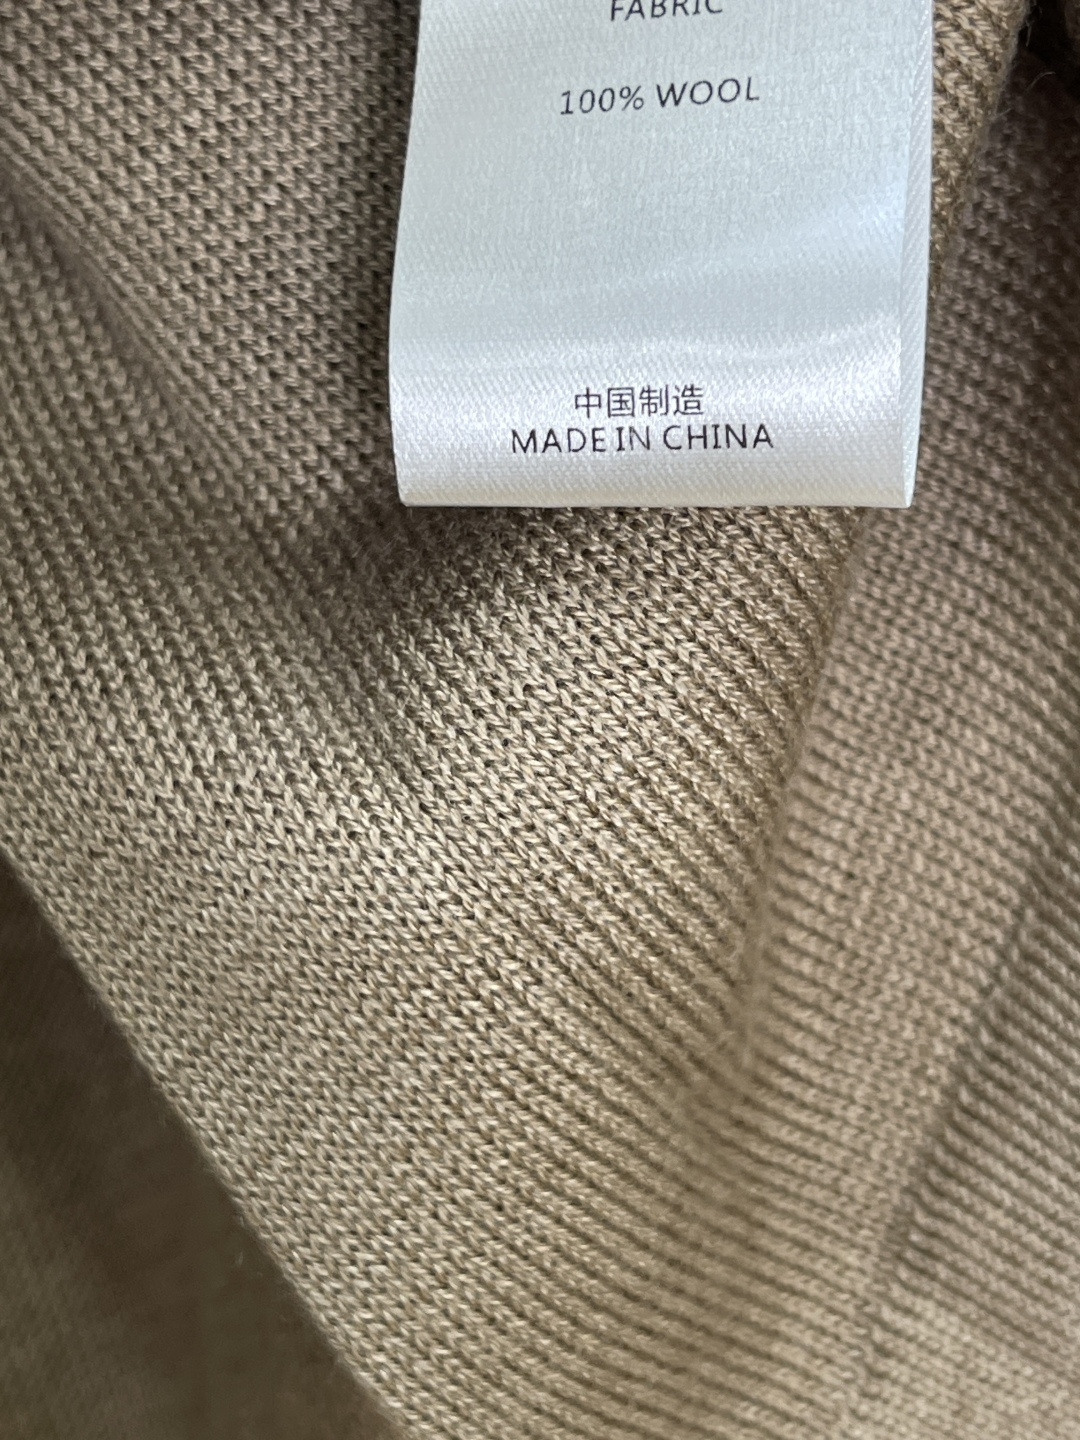 FABRIC
100% WOOL
中国制造
MADE IN CHINA